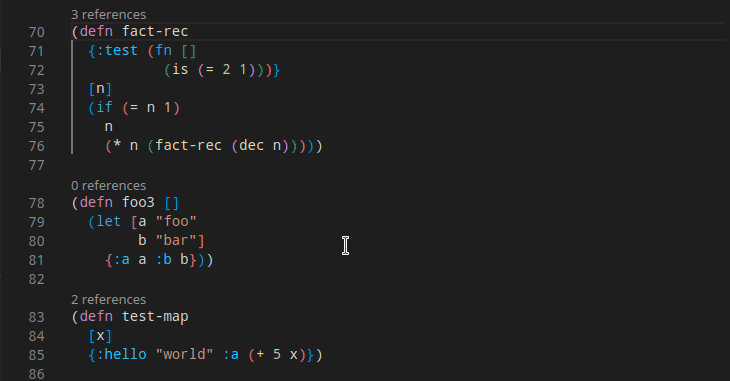 3 references
70 (defn fact-rec
71   {:test (fn []
72            (is (= 2 1)))}
73   [n]
74   (if (= n 1)
75     n
76     (* n (fact-rec (dec n)))))
77
0 references
78 (defn foo3 []
79   (let [a "foo"
80         b "bar"]
81     {:a a :b b}))
82
2 references
83 (defn test-map
84   [x]
85   {:hello "world" :a (+ 5 x)})
86